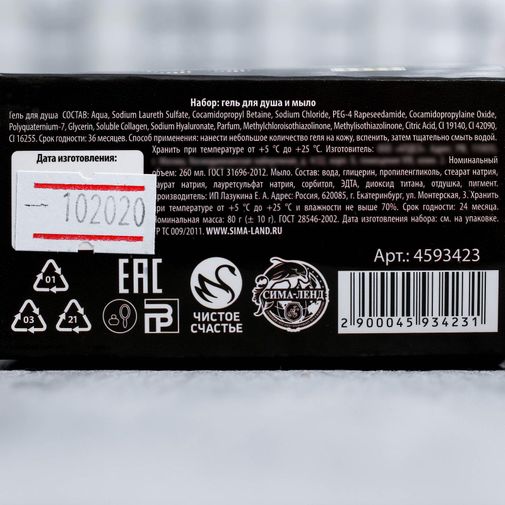 Набор: гель для душа и мыло
Гель для душа СОСТАВ: Aqua, Sodium Laureth Sulfate, Cocamidopropyl Betaine, Sodium Chloride, PEG-4 Rapeseedamide, Cocamidopropylaine Oxide,
Polyquaternium-7, Glycerin, Soluble Collagen, Sodium Hyaluronate, Parfum, Methylchloroisothiazolinone, Methylisothiazolinone, Citric Acid, CI 19140, CI 42090,
CI 16255. Срок годности: 36 месяцев. Способ применения: нанести небольшое количество геля на кожу, вспенить, затем тщательно смыть водой.
Хранить при температуре от +5 °C до +25 °C. Изготовитель:
Номинальный
объем: 260 мл. ГОСТ 31696-2012. Мыло. Состав: вода, глицерин, пропиленгликоль, стеарат натрия,
лаурат натрия, лауретсульфат натрия, сорбитол, ЭДТА, диоксид титана, отдушка, пигмент.
Производитель: ИП Лазукина Е. А. Адрес: Россия, 620085, г. Екатеринбург, ул. Монтерская, 3. Хранить
при температуре от +5 °C до +25 °C и влажности не выше 70%. Срок годности: 24 месяца.
Номинальная масса: 80 г (± 10 г). ГОСТ 28546-2002. Дата изготовления набора: см. на упаковке.
ТР ТС 009/2011. WWW.SIMA-LAND.RU
Дата изготовления:
102020
Арт.: 4593423
01
03
21
EAC
РСТ
ЧИСТОЕ
СЧАСТЬЕ
СИМА-ЛЕНД
2 900045 934231